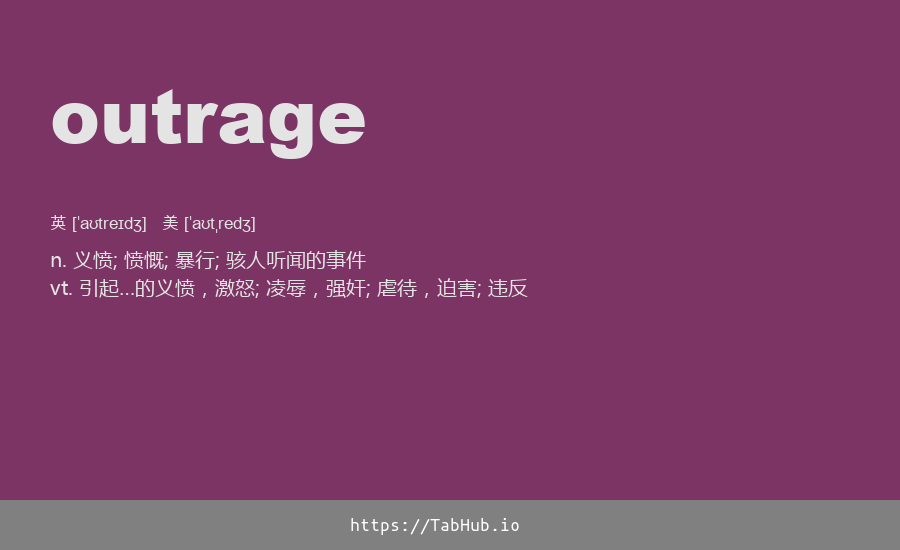 outrage
英 [ˈaʊtreɪdʒ] 美 [ˈaʊtˌredʒ]
n. 义愤; 愤慨; 暴行; 骇人听闻的事件
vt. 引起…的义愤，激怒; 凌辱，强奸; 虐待，迫害; 违反
https://TabHub.io